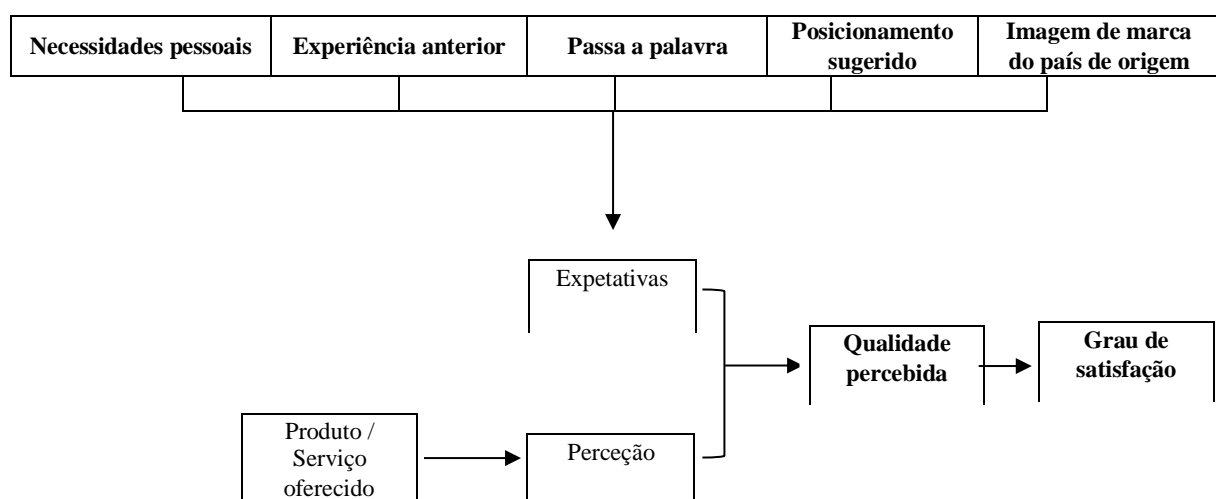 Necessidades pessoais
Experiência anterior
Passa a palavra
Posicionamento
sugerido
Imagem de marca
do país de origem
Expetativas
Qualidade
percebida
Grau de
satisfação
Produto /
Serviço
oferecido
Perceção